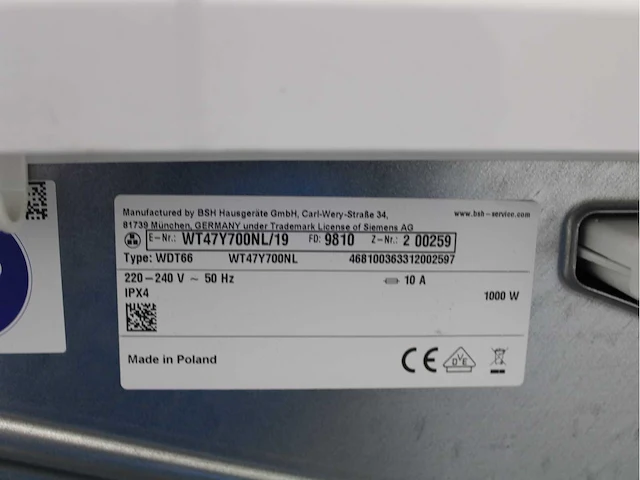 Manufactured by BSH Hausgeräte GmbH, Carl-Wery-Straße 34,
81739 München, GERMANY under Trademark License of Siemens AG
www.bsh-service.com
E-Nr.: WT47Y700NL/19 FD: 9810 Z-Nr.: 2 00259
Type: WDT66 WT47Y700NL 468100363312002597
220-240 V ~ 50 Hz 10 A
IPX4 1000 W
Made in Poland CE DVE